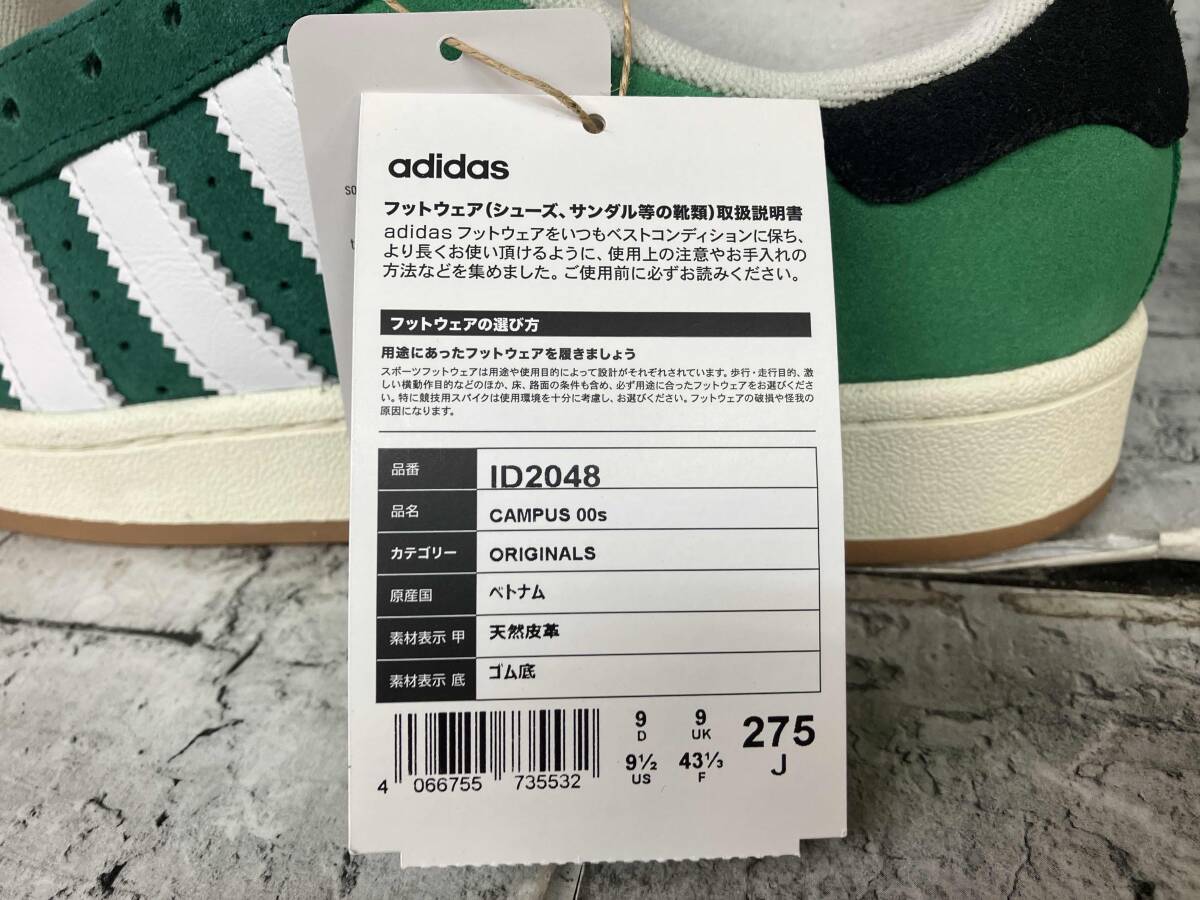 adidas
フットウェア(シューズ、サンダル等の靴類)取扱説明書
adidas フットウェアをいつもベストコンディションに保ち、
より長くお使い頂けるように、使用上の注意やお手入れの
方法などを集めました。ご使用前に必ずお読みください。
フットウェアの選び方
用途にあったフットウェアを履きましょう
スポーツフットウェアは用途や使用目的によって設計がそれぞれされています。歩行・走行目的、激
しい横動作目的などのほか、床、路面の条件も含め、必ず用途に合ったフットウェアをお選びくださ
い。特に競技用スパイクは使用環境を十分に考慮し、お選びください。フットウェアの破損や怪我の
原因になります。
品番 ID2048
品名 CAMPUS 00s
カテゴリー ORIGINALS
原産国 ベトナム
素材表示 甲 天然皮革
素材表示 底 ゴム底
9 9 275
D UK J
9½ 43⅓
US F
4 066755 735532